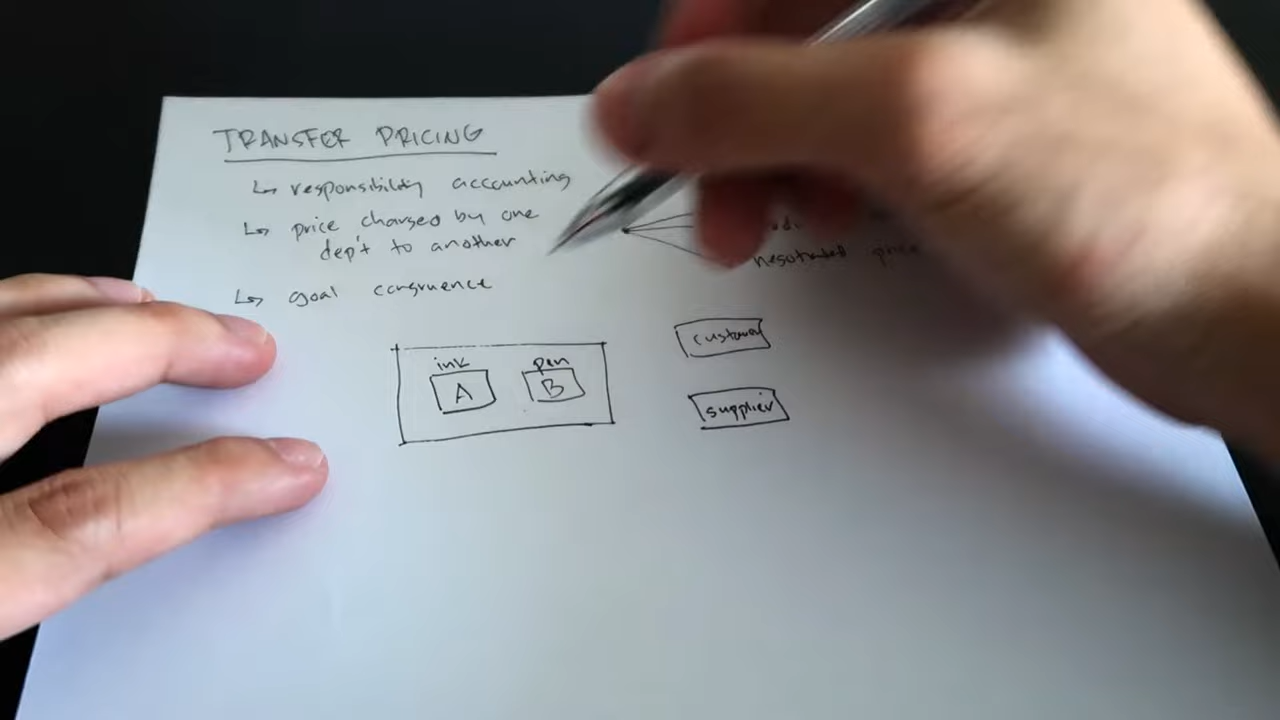 TRANSFER PRICING
↳ responsibility accounting
↳ price charged by one
dep't to another
negotiated price
↳ goal congruence
customer
ink
pen
A
B
supplier